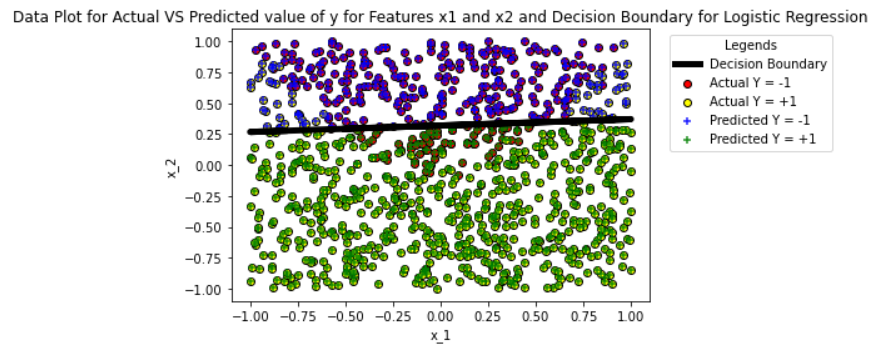 Data Plot for Actual VS Predicted value of y for Features x1 and x2 and Decision Boundary for Logistic Regression
Legends
Decision Boundary
Actual Y = -1
Actual Y = +1
Predicted Y = -1
Predicted Y = +1
x_2
1.00
0.75
0.50
0.25
0.00
−0.25
−0.50
−0.75
−1.00
−1.00 −0.75 −0.50 −0.25 0.00 0.25 0.50 0.75 1.00
x_1